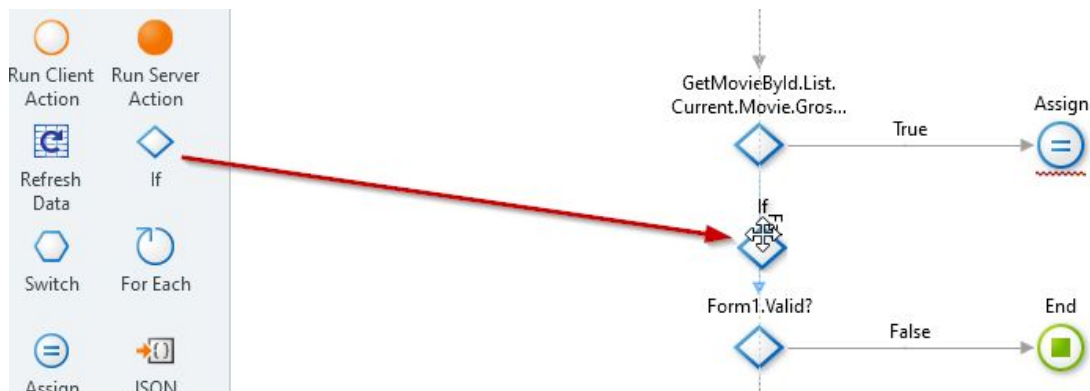 Run Client
Action
Run Server
Action
Refresh
Data
If
Switch
For Each
Assign
JSON
GetMovieById.List.
Current.Movie.Gros...
True
Assign
If
Form1.Valid?
False
End